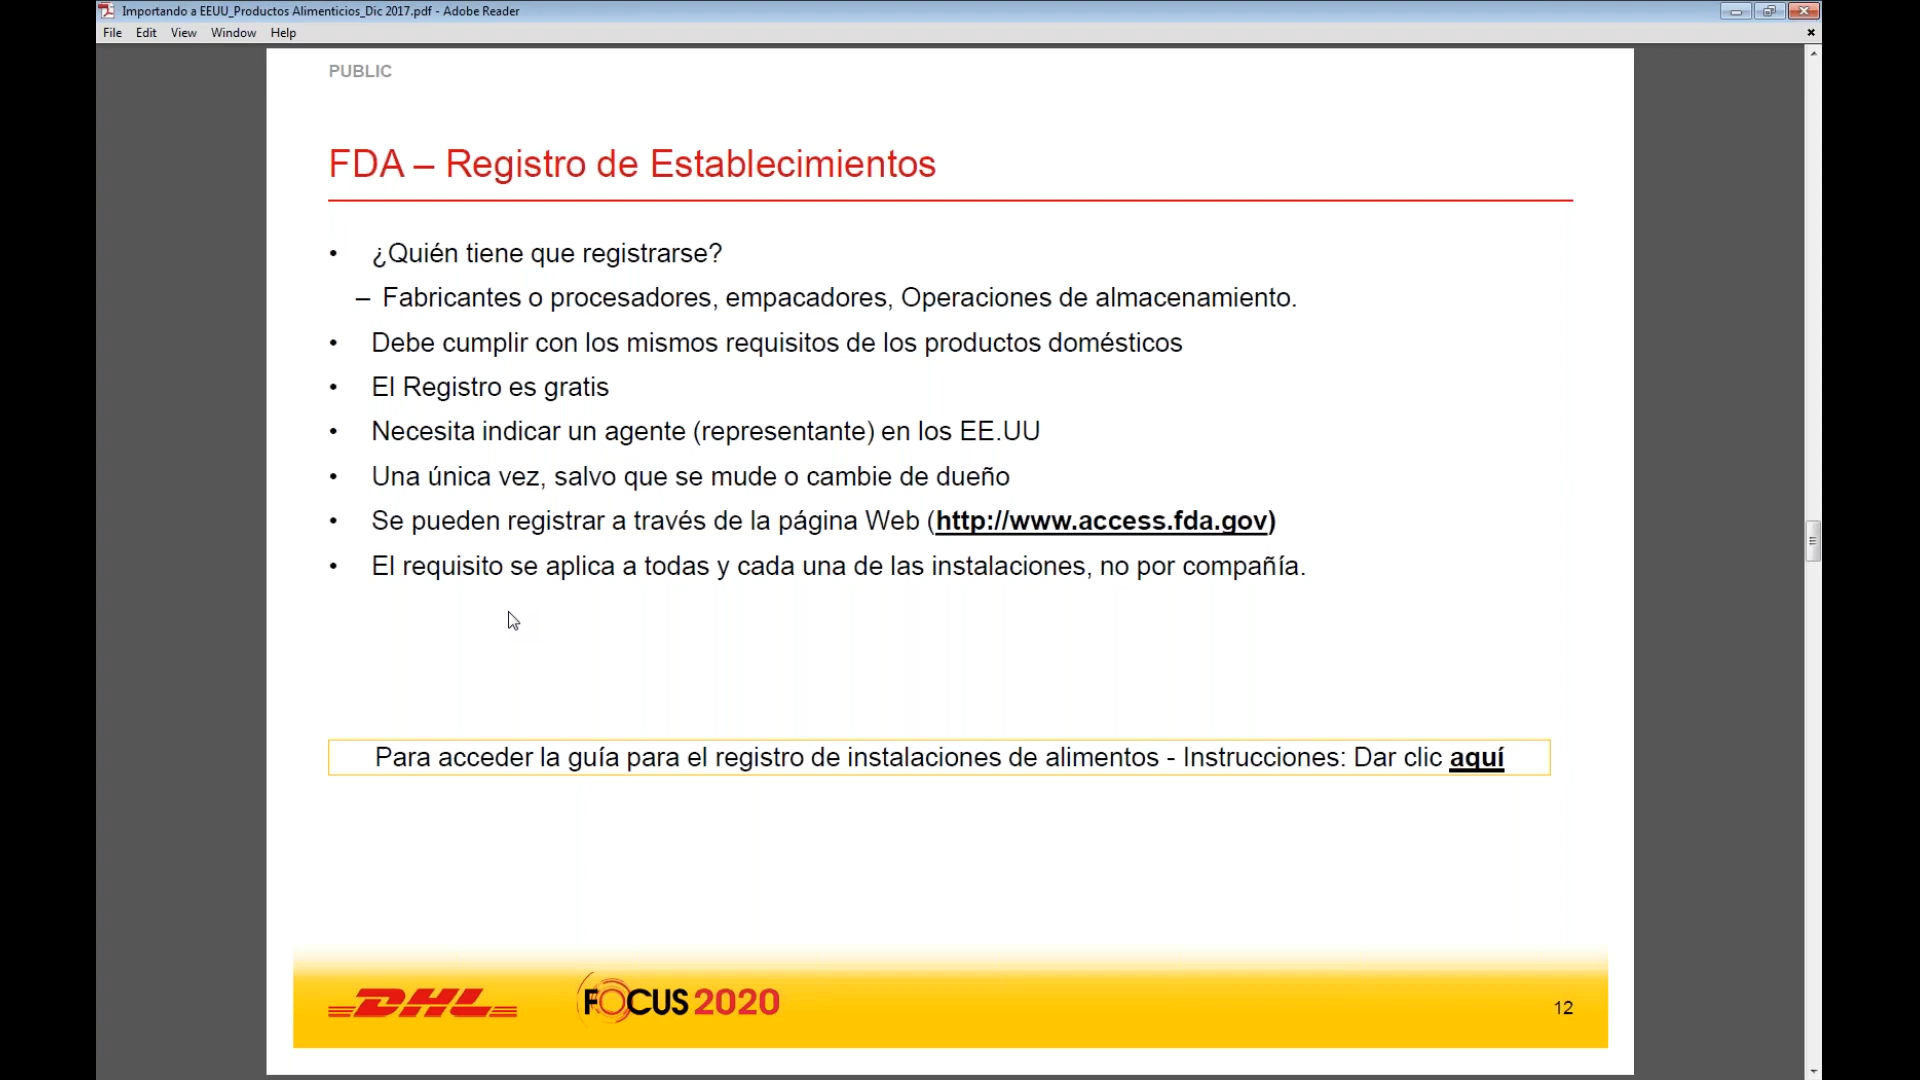 Importando a EEUU_Productos Alimenticios_Dic 2017.pdf - Adobe Reader
File Edit View Window Help
PUBLIC
FDA – Registro de Establecimientos
• ¿Quién tiene que registrarse?
– Fabricantes o procesadores, empacadores, Operaciones de almacenamiento.
• Debe cumplir con los mismos requisitos de los productos domésticos
• El Registro es gratis
• Necesita indicar un agente (representante) en los EE.UU
• Una única vez, salvo que se mude o cambie de dueño
• Se pueden registrar a través de la página Web (http://www.access.fda.gov)
• El requisito se aplica a todas y cada una de las instalaciones, no por compañía.
Para acceder la guía para el registro de instalaciones de alimentos - Instrucciones: Dar clic aquí
DHL FOCUS 2020 12